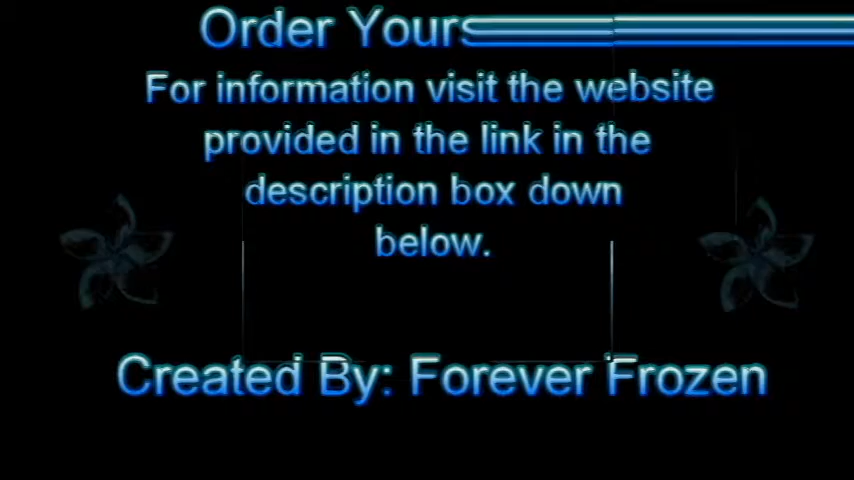 Order Yours
For information visit the website
provided in the link in the
description box down
below.
Created By: Forever Frozen